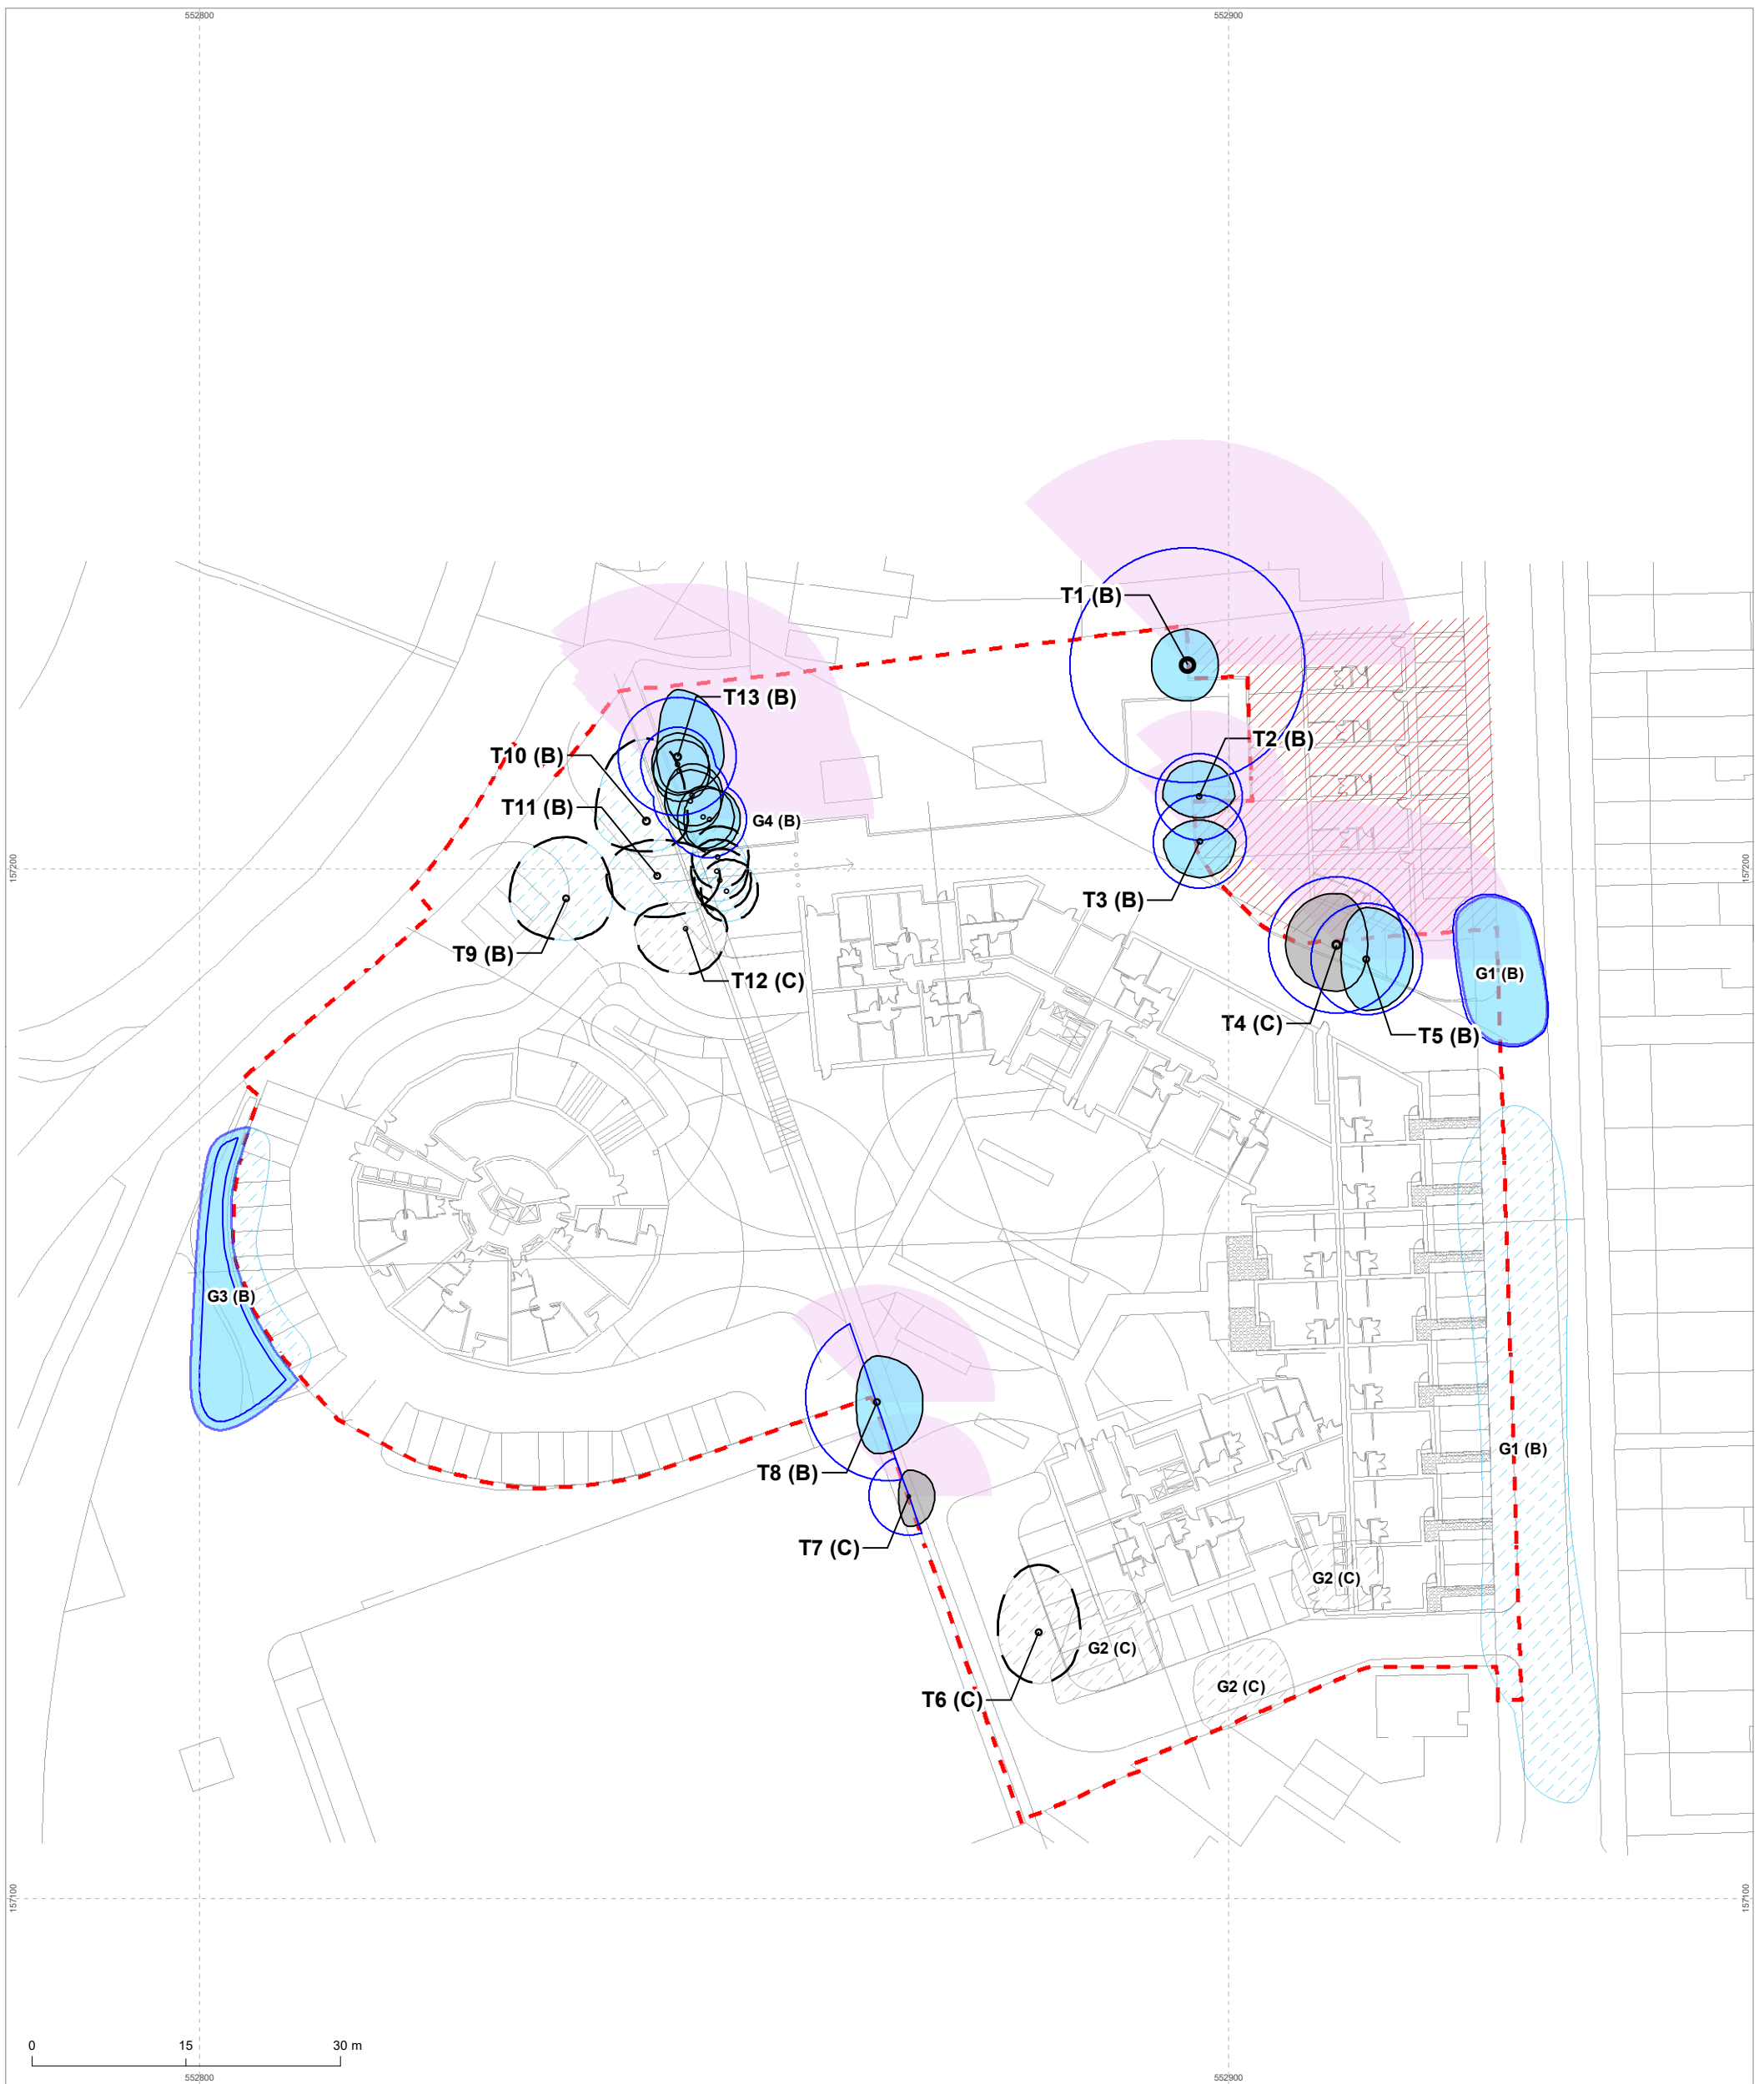 552800
552900
T1 (B)
T13 (B)
T2 (B)
T10 (B)
T11 (B)
G4 (B)
157200
157200
T3 (B)
T9 (B)
T12 (C)
G1 (B)
T4 (C)
T5 (B)
G3 (B)
G1 (B)
T8 (B)
T7 (C)
G2 (C)
G2 (C)
G2 (C)
T6 (C)
157100
157100
0 15 30 m
552800
552900